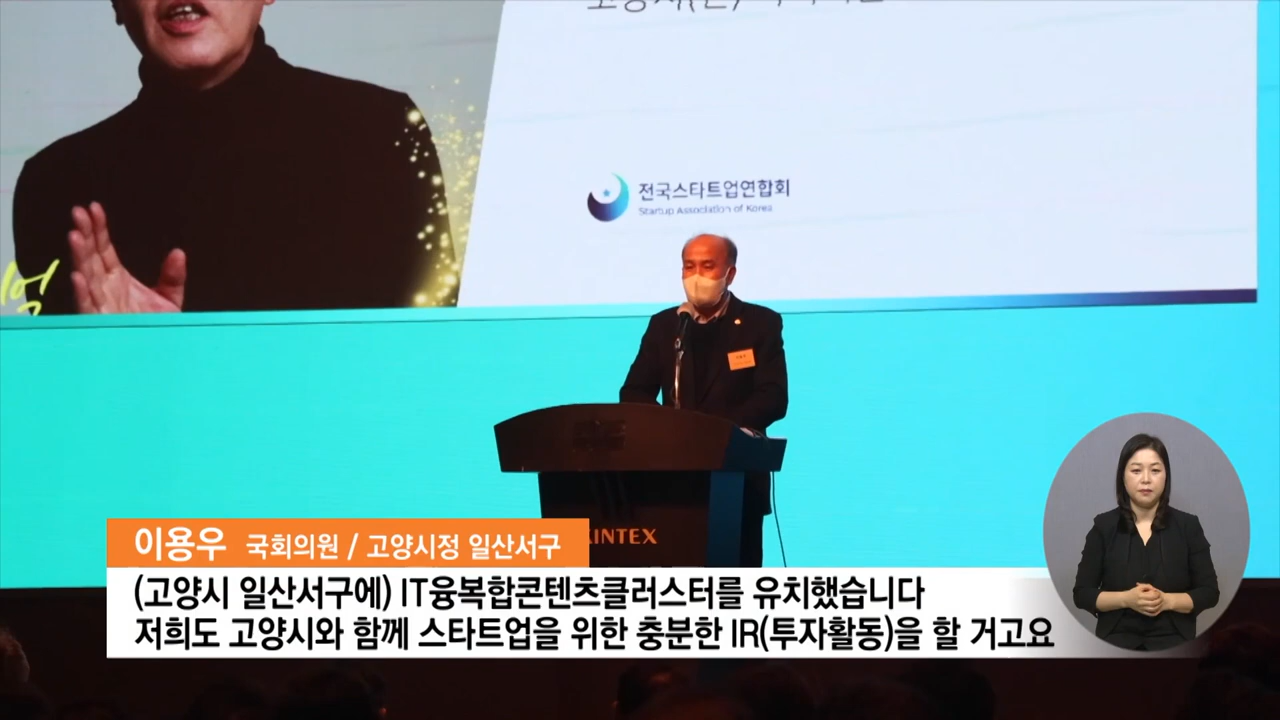 전국스타트업연합회
Startup Association of Korea
KINTEX
이용우 국회의원 / 고양시정 일산서구
(고양시 일산서구에) IT융복합콘텐츠클러스터를 유치했습니다
저희도 고양시와 함께 스타트업을 위한 충분한 IR(투자활동)을 할 거고요